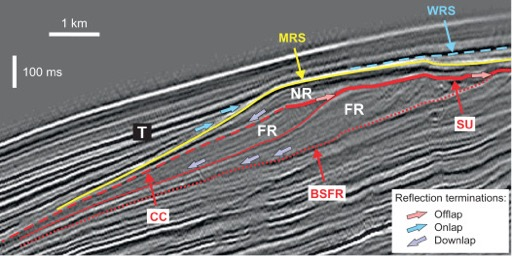 WRS
1 km
MRS
100 ms
NR
FR
SU
T
FR
BSFR
CC
Reflection terminations:
Offlap
Onlap
Downlap